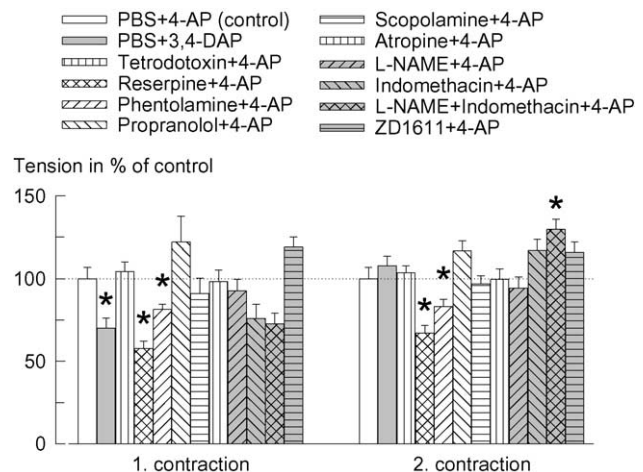 PBS+4-AP (control)
PBS+3,4-DAP
Tetrodotoxin+4-AP
Reserpine+4-AP
Phentolamine+4-AP
Propranolol+4-AP
Scopolamine+4-AP
Atropine+4-AP
L-NAME+4-AP
Indomethacin+4-AP
L-NAME+Indomethacin+4-AP
ZD1611+4-AP
Tension in % of control
150
100
50
0
* * * * * *
1. contraction 2. contraction